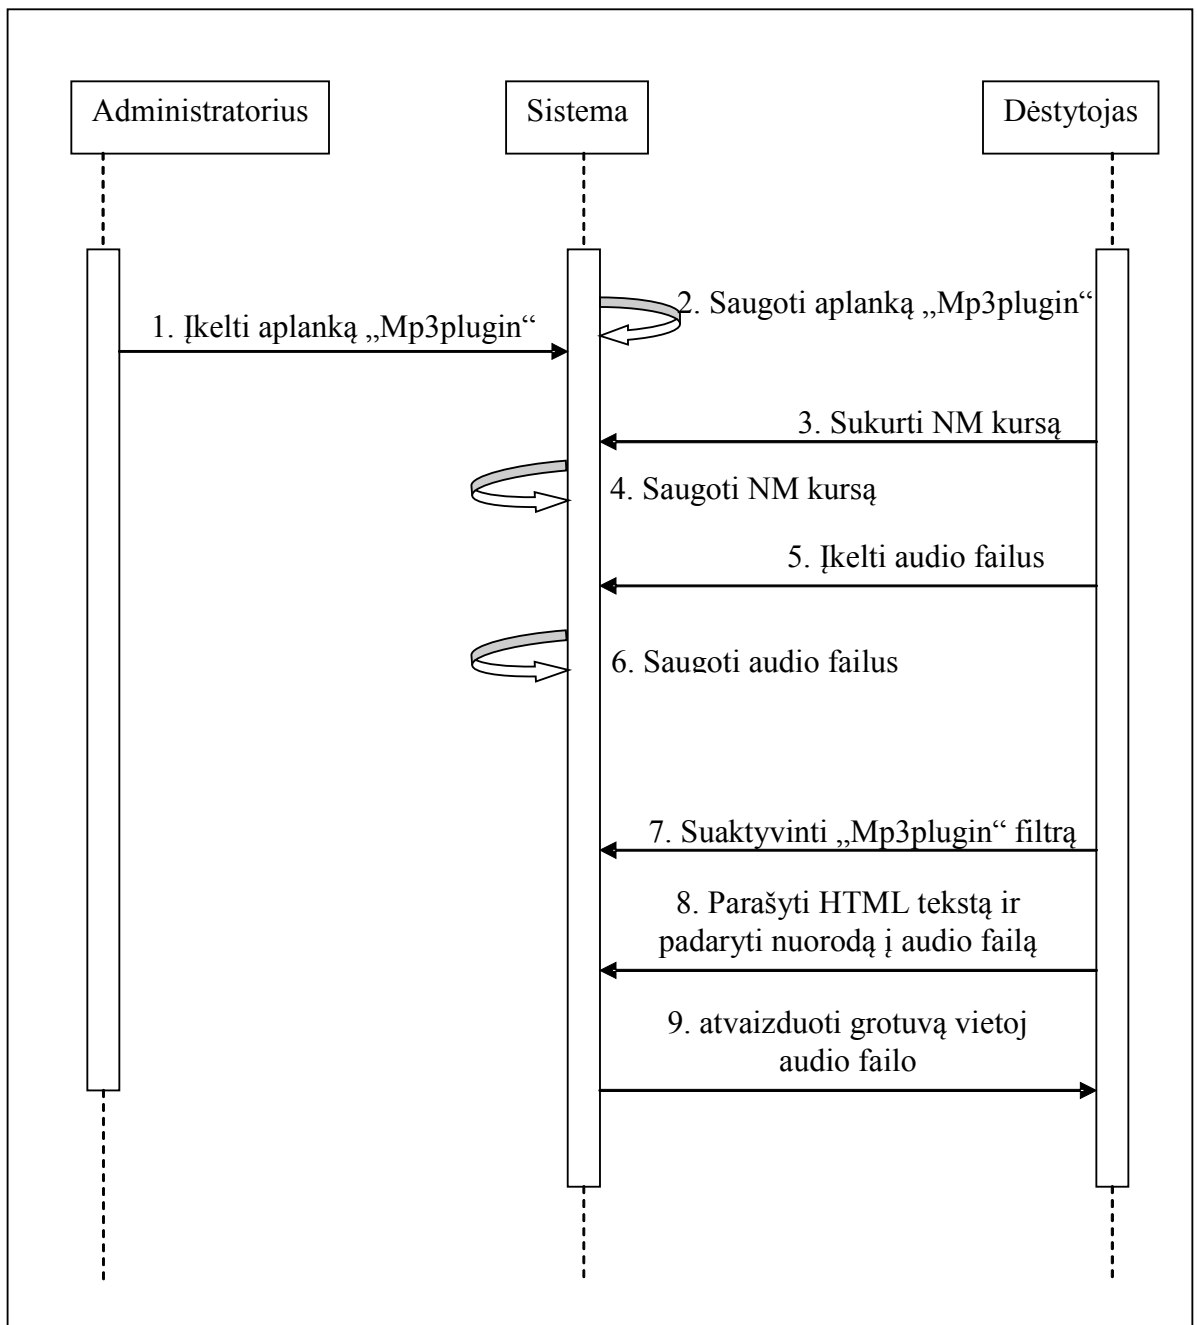 Administratorius
Sistema
Dėstytojas
1. Įkelti aplanką „Mp3plugin“
2. Saugoti aplanką „Mp3plugin“
3. Sukurti NM kursą
4. Saugoti NM kursą
5. Įkelti audio failus
6. Saugoti audio failus
7. Suaktyvinti „Mp3plugin“ filtrą
8. Parašyti HTML tekstą ir
padaryti nuorodą į audio failą
9. atvaizduoti grotuvą vietoj
audio failo